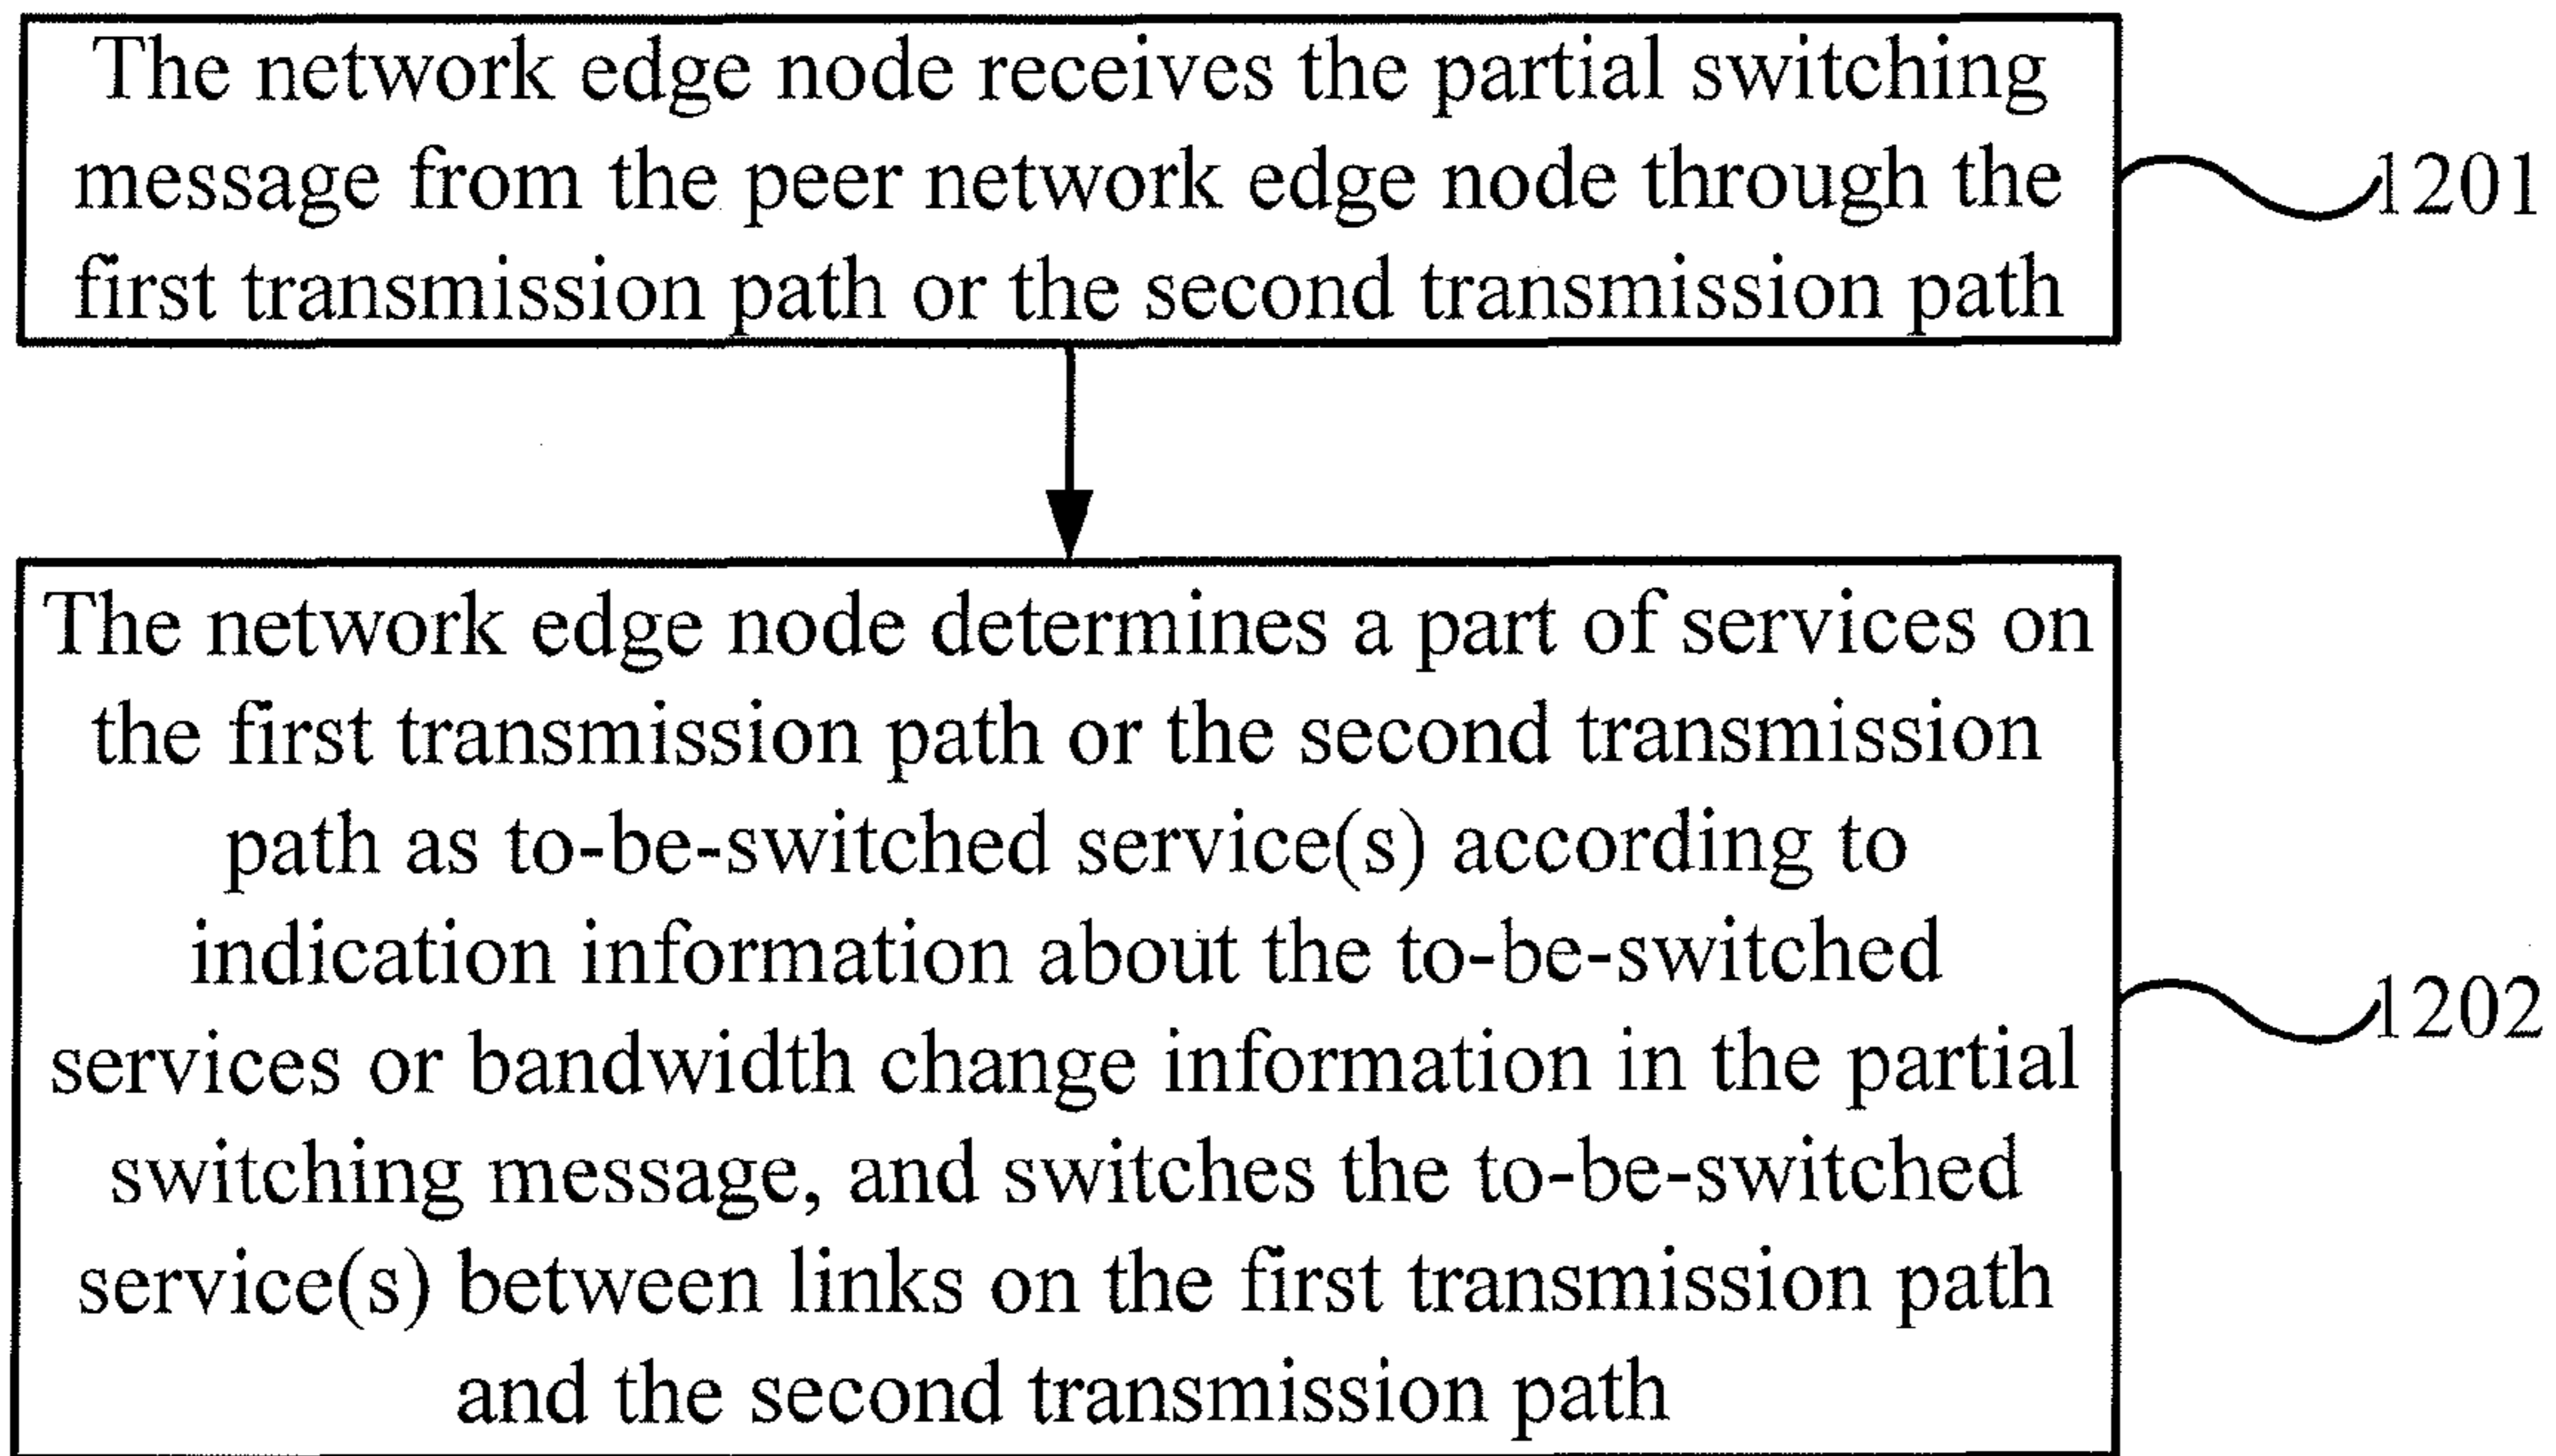 The network edge node receives the partial switching
message from the peer network edge node through the
first transmission path or the second transmission path
1201
The network edge node determines a part of services on
the first transmission path or the second transmission
path as to-be-switched service(s) according to
indication information about the to-be-switched
services or bandwidth change information in the partial
switching message, and switches the to-be-switched
service(s) between links on the first transmission path
and the second transmission path
1202